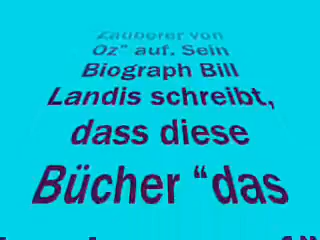 Zauberer von
Oz" auf. Sein
Biograph Bill
Landis schreibt,
dass diese
Bücher “das